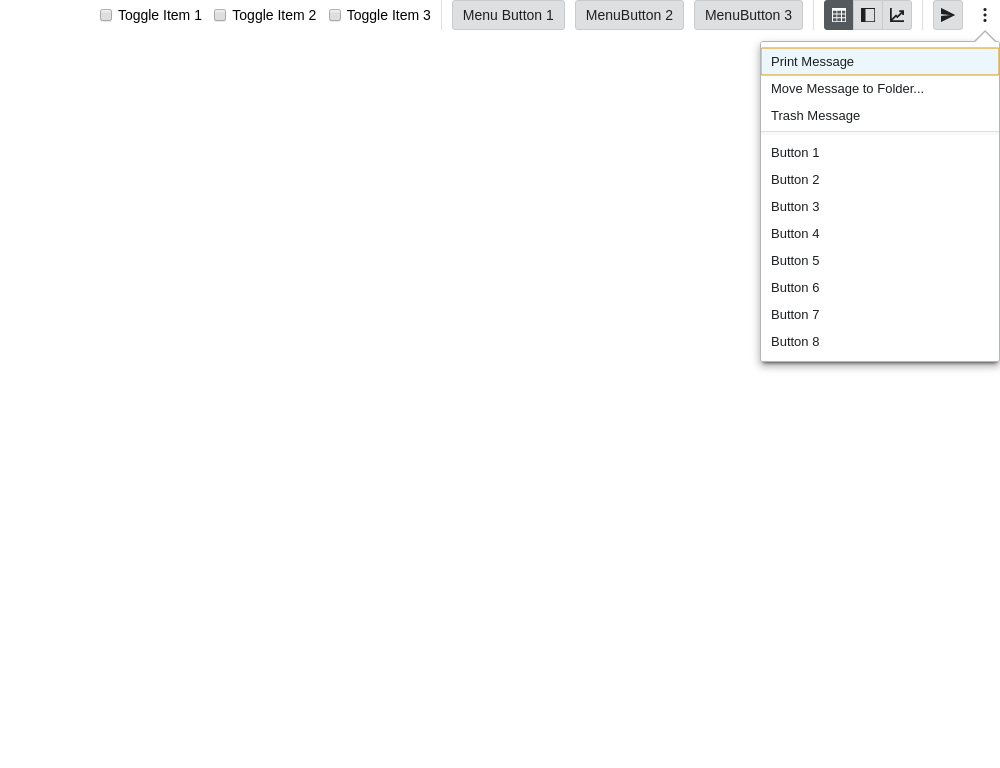 Toggle Item 1 Toggle Item 2 Toggle Item 3 Menu Button 1 MenuButton 2 MenuButton 3
Print Message
Move Message to Folder...
Trash Message
Button 1
Button 2
Button 3
Button 4
Button 5
Button 6
Button 7
Button 8